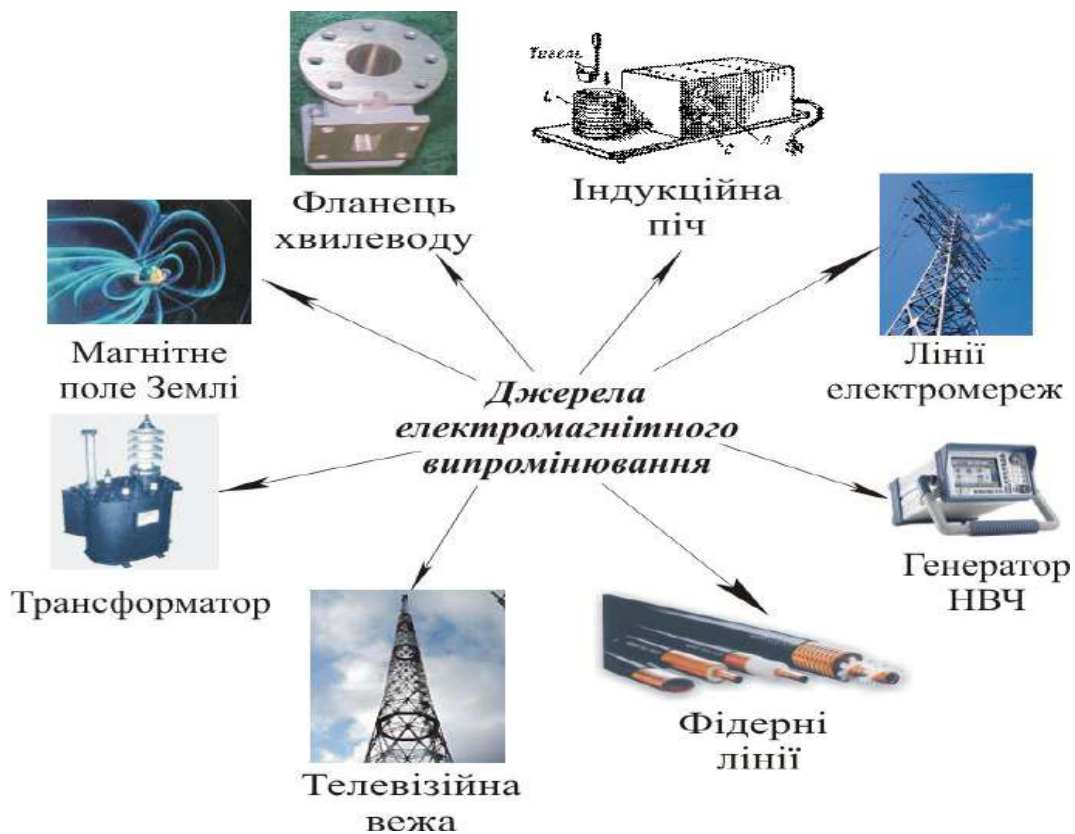 Тигель
L
C
Л
Фланець
хвилеводу
Індукційна
піч
Магнітне
поле Землі
Лінії
електромереж
Джерела
електромагнітного
випромінювання
Трансформатор
Генератор
НВЧ
Фідерні
лінії
Телевізійна
вежа